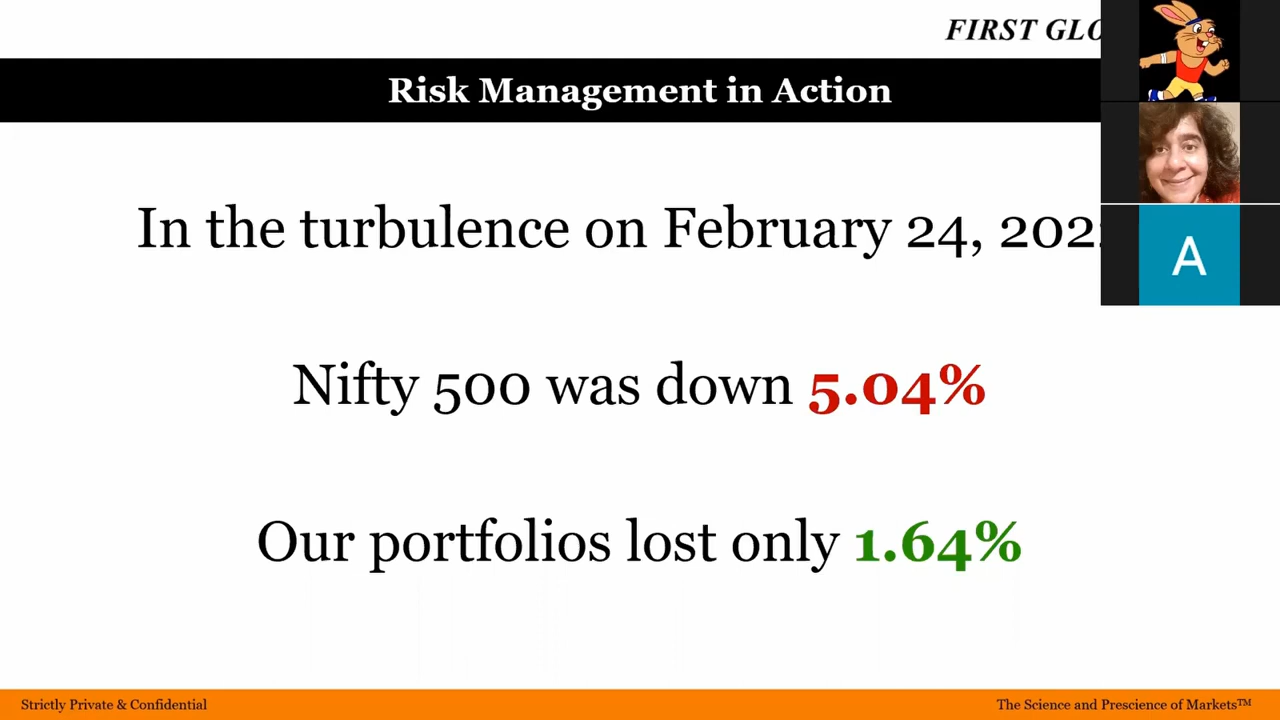 FIRST GLO
Risk Management in Action
In the turbulence on February 24, 202
Nifty 500 was down 5.04%
Our portfolios lost only 1.64%
A
Strictly Private & Confidential
The Science and Prescience of Markets™